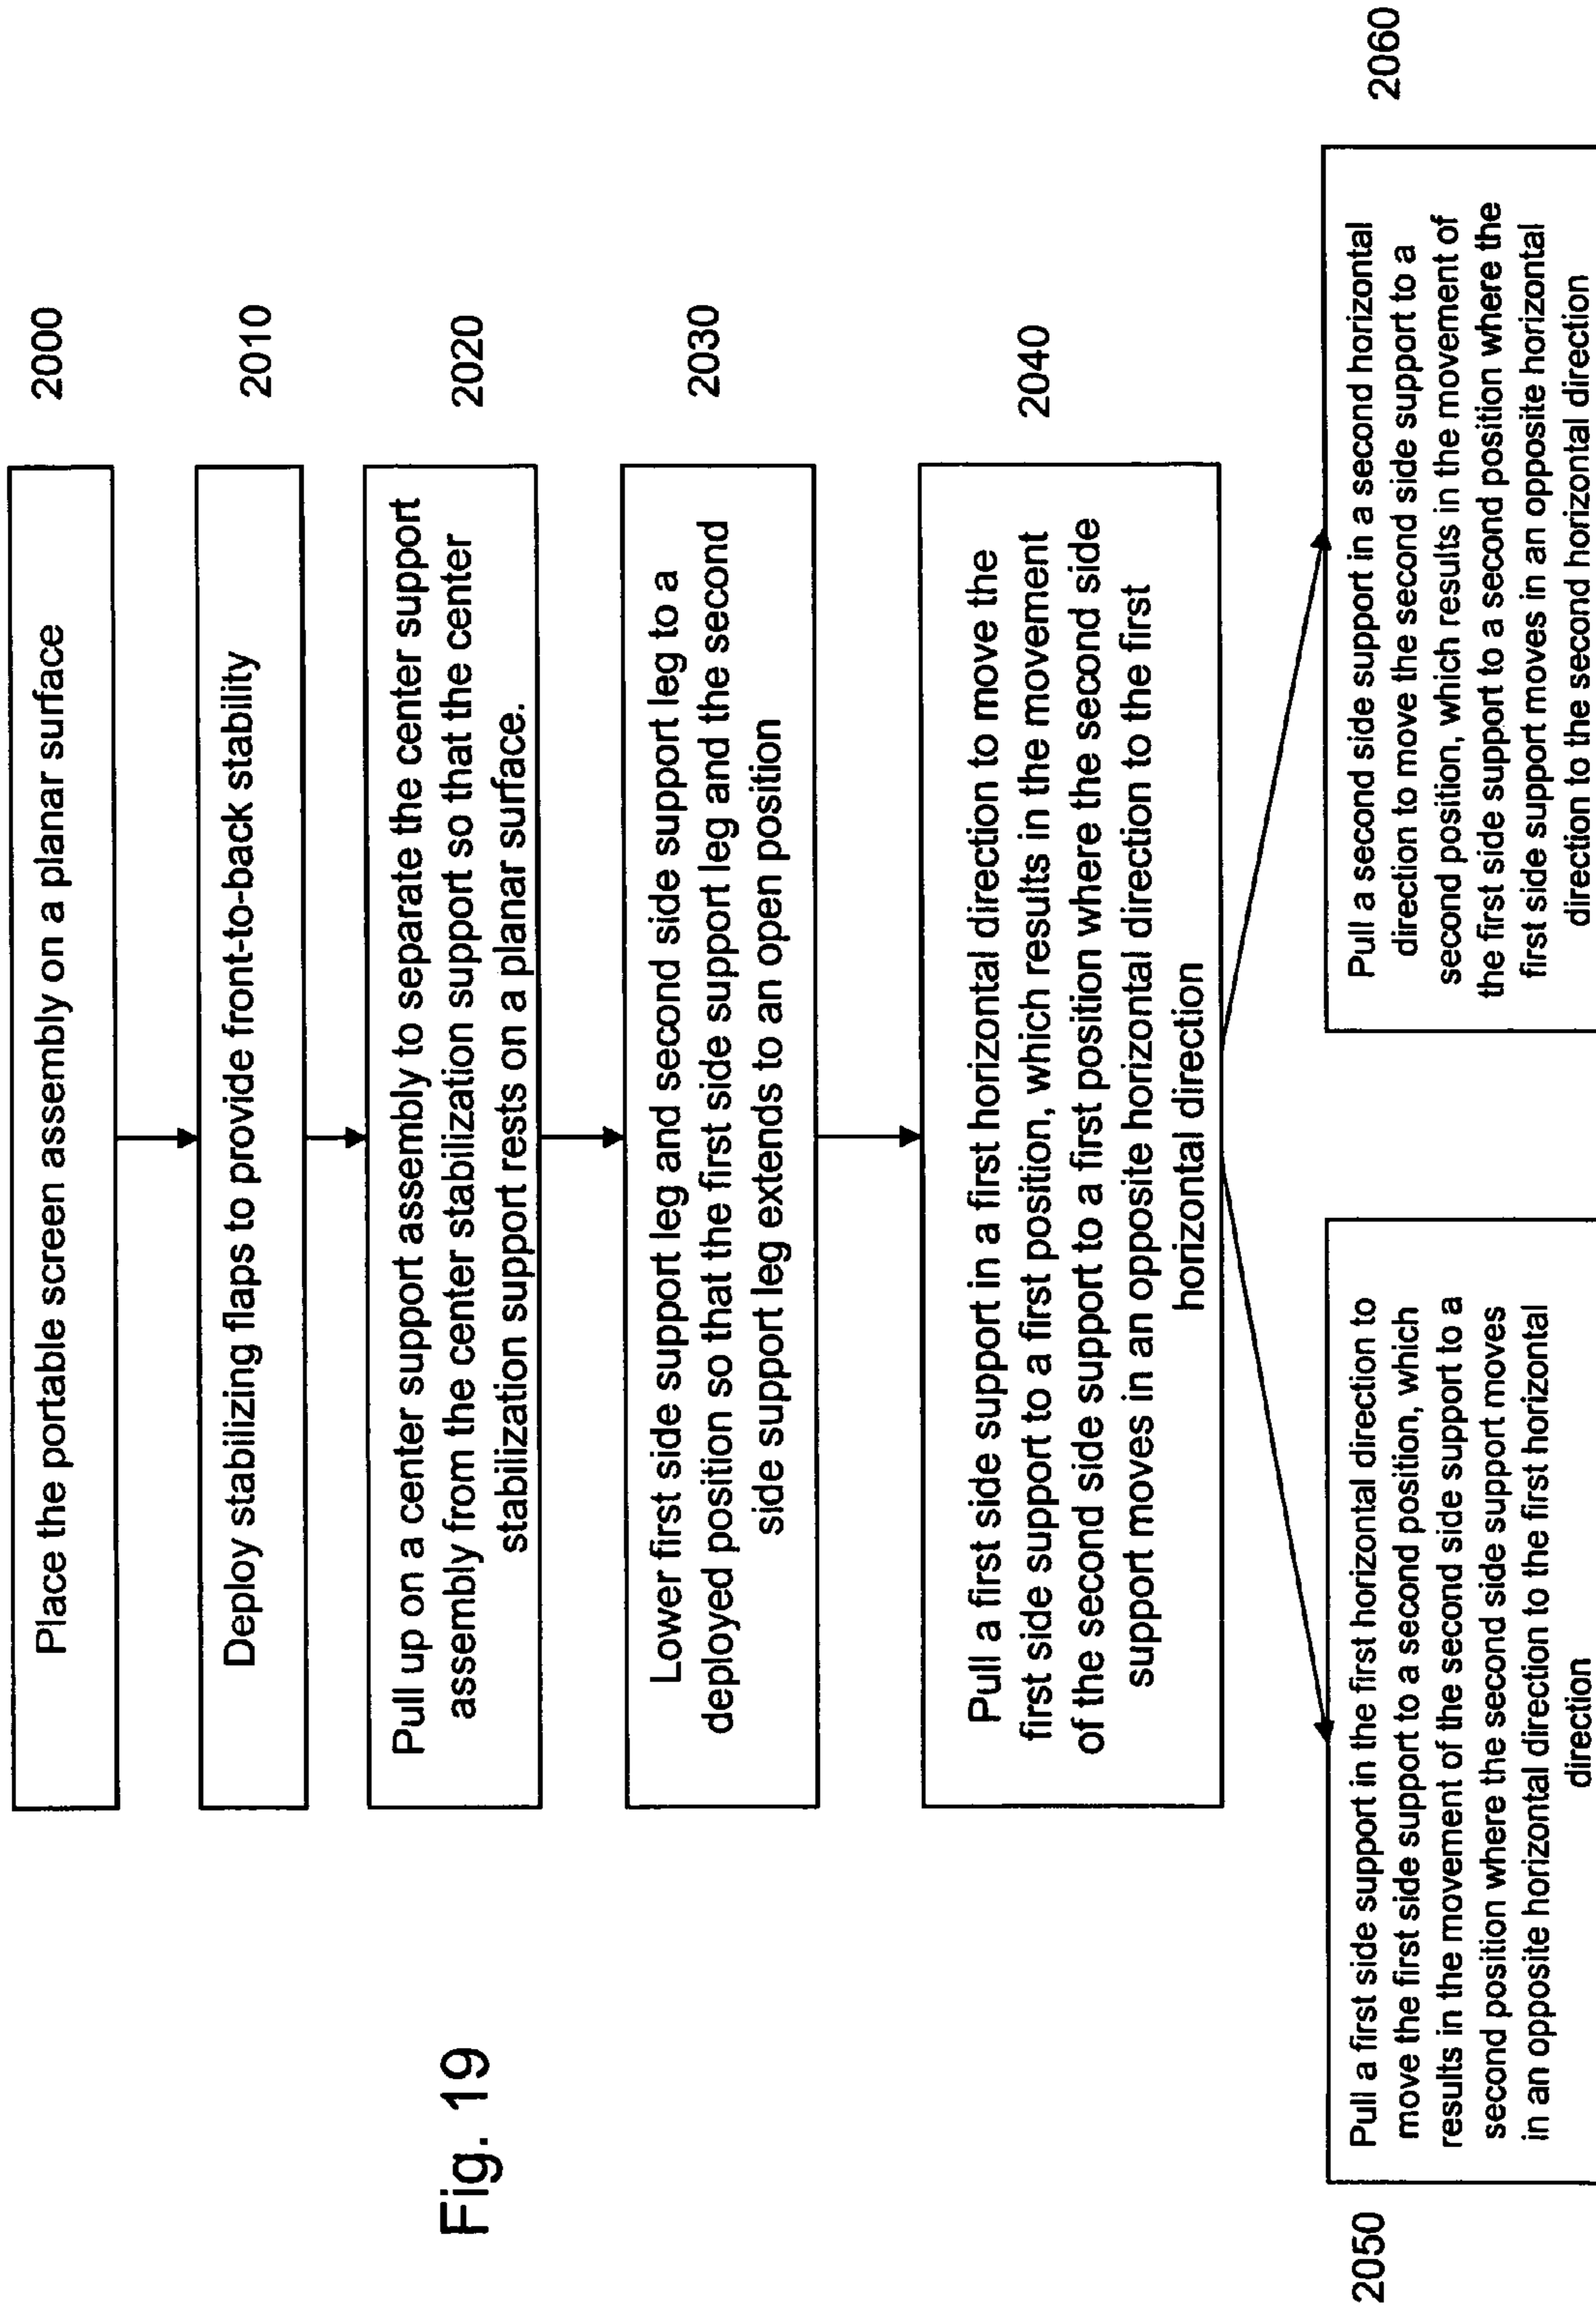 Fig. 19
Place the portable screen assembly on a planar surface
2000
Deploy stabilizing flaps to provide front-to-back stability
2010
Pull up on a center support assembly to separate the center support
assembly from the center stabilization support so that the center
stabilization support rests on a planar surface.
2020
Lower first side support leg and second side support leg to a
deployed position so that the first side support leg and the second
side support leg extends to an open position
2030
Pull a first side support in a first horizontal direction to move the
first side support to a first position, which results in the movement
of the second side support to a first position where the second side
support moves in an opposite horizontal direction to the first
horizontal direction
2040
2050
Pull a first side support in the first horizontal direction to
move the first side support to a second position, which
results in the movement of the second side support to a
second position where the second side support moves
in an opposite horizontal direction to the first horizontal
direction
Pull a second side support in a second horizontal
direction to move the second side support to a
second position, which results in the movement of
the first side support to a second position where the
first side support moves in an opposite horizontal
direction to the second horizontal direction
2060